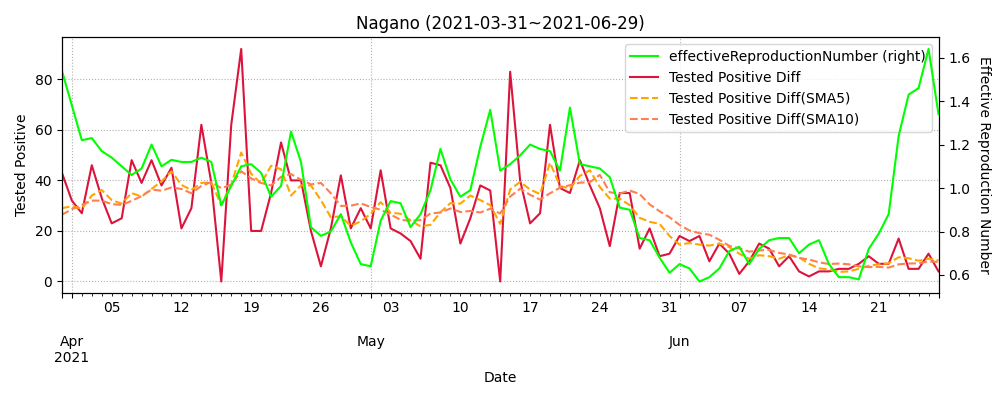 Nagano (2021-03-31~2021-06-29)
effectiveReproductionNumber (right)
Tested Positive Diff
Tested Positive Diff(SMA5)
Tested Positive Diff(SMA10)
Tested Positive
80
60
40
20
0
Effective Reproduction Number
1.6
1.4
1.2
1.0
0.8
0.6
05 12 19 26 03 10 17 24 31 07 14 21
Apr May Jun
2021
Date